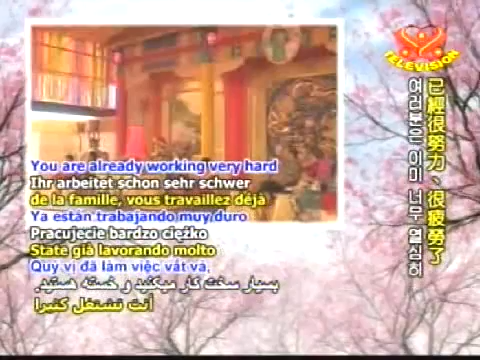 TELEVISION
You are already working very hard
Ihr arbeitet schon sehr schwer
de la famille, vous travaillez déjà
Ya están trabajando muy duro
Pracujecie bardzo ciężko
State già lavorando molto
Quý vị đã làm việc vất vả,
بسیار سخت کار میکنید و خسته هستید.
أنت تشتغل كثيرا
已經很努力、很疲勞了
여러분은 이미 너무 열심히